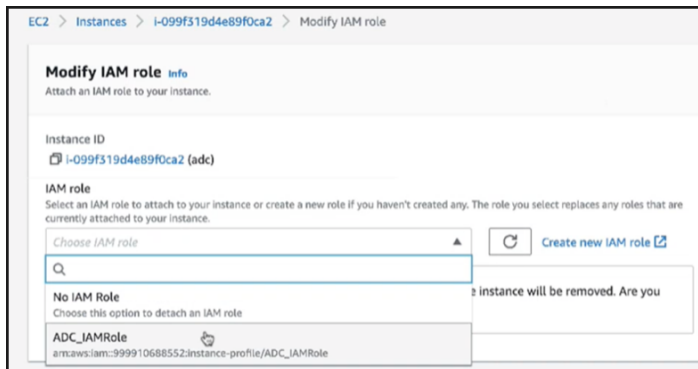 EC2 > Instances > i-099f319d4e89f0ca2 > Modify IAM role
Modify IAM role Info
Attach an IAM role to your instance.
Instance ID
i-099f319d4e89f0ca2 (adc)
IAM role
Select an IAM role to attach to your instance or create a new role if you haven't created any. The role you select replaces any roles that are
currently attached to your instance.
Choose IAM role
Create new IAM role
No IAM Role
Choose this option to detach an IAM role
instance will be removed. Are you
ADC_IAMRole
arn:aws:iam::999910688552:instance-profile/ADC_IAMRole